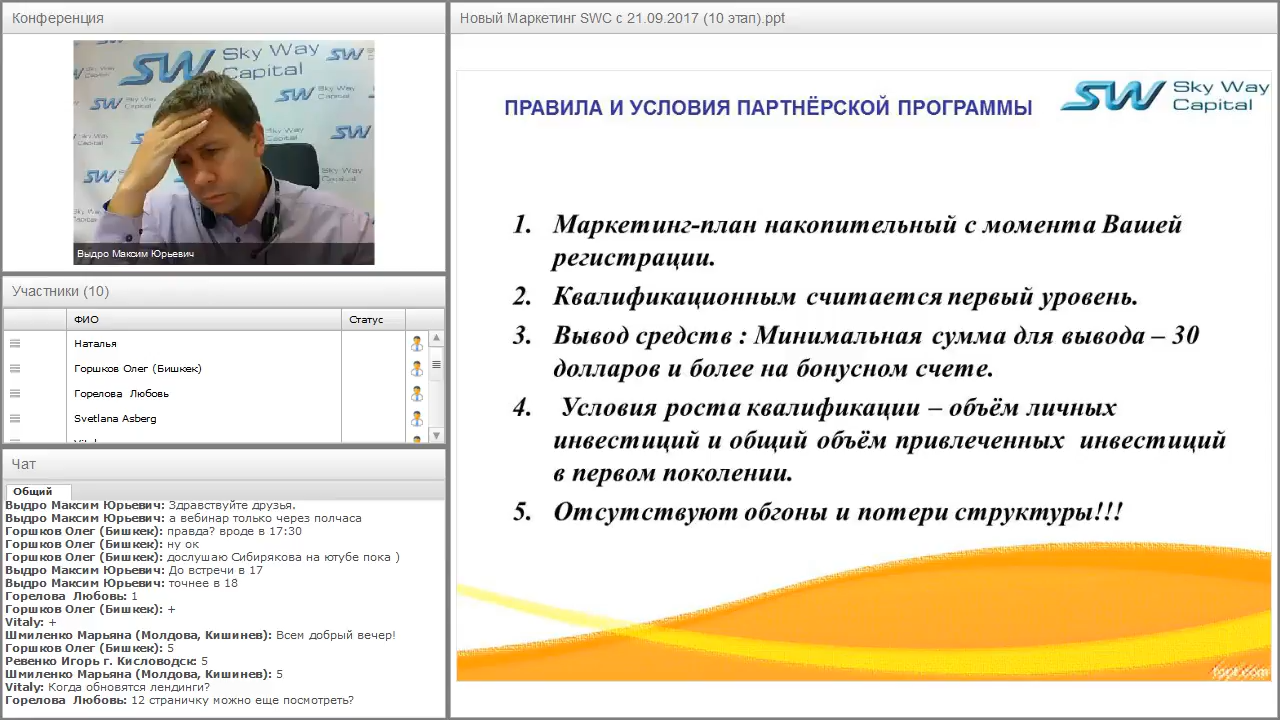 Конференция
Sky Way
Capital
Выдро Максим Юрьевич
Участники (10)
ФИО
Статус
Наталья
Горшков Олег (Бишкек)
Горелова Любовь
Svetlana Asberg
Чат
Общий
Выдро Максим Юрьевич: Здравствуйте друзья.
Выдро Максим Юрьевич: а вебинар только через полчаса
Горшков Олег (Бишкек): правда? вроде в 17:30
Горшков Олег (Бишкек): ну ок
Горшков Олег (Бишкек): дослушаю Сибирякова на ютубе пока )
Выдро Максим Юрьевич: До встречи в 17
Выдро Максим Юрьевич: точнее в 18
Горелова Любовь: 1
Горшков Олег (Бишкек): +
Vitaly: +
Шмиленко Марьяна (Молдова, Кишинев): Всем добрый вечер!
Горшков Олег (Бишкек): 5
Ревенко Игорь г. Кисловодск: 5
Шмиленко Марьяна (Молдова, Кишинев): 5
Vitaly: Когда обновятся лендинги?
Горелова Любовь: 12 страничку можно еще посмотреть?
Новый Маркетинг SWC с 21.09.2017 (10 этап).ppt
ПРАВИЛА И УСЛОВИЯ ПАРТНЁРСКОЙ ПРОГРАММЫ
SW Sky Way
Capital
1. Маркетинг-план накопительный с момента Вашей
регистрации.
2. Квалификационным считается первый уровень.
3. Вывод средств : Минимальная сумма для вывода – 30
долларов и более на бонусном счете.
4. Условия роста квалификации – объём личных
инвестиций и общий объём привлеченных инвестиций
в первом поколении.
5. Отсутствуют обгоны и потери структуры!!!